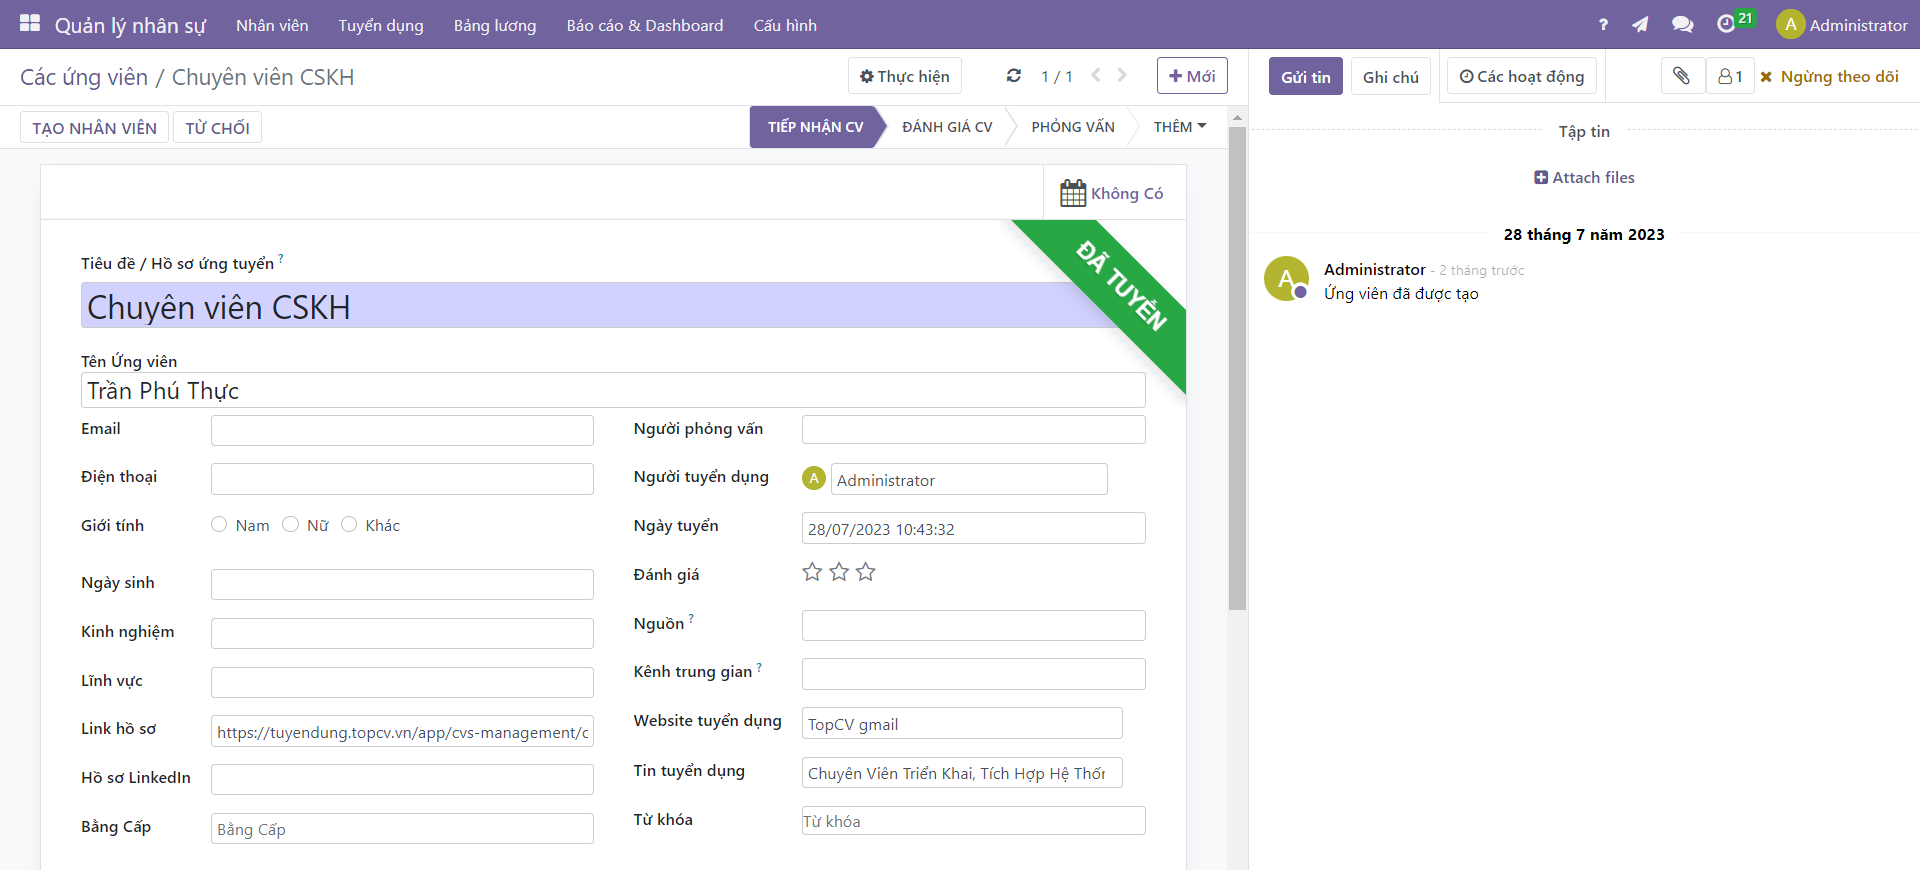 Quản lý nhân sự Nhân viên Tuyển dụng Bảng lương Báo cáo & Dashboard Cấu hình ? 21 A Administrator
Các ứng viên / Chuyên viên CSKH Thực hiện 1 / 1 Mới
TẠO NHÂN VIÊN TỪ CHỐI TIẾP NHẬN CV ĐÁNH GIÁ CV PHỎNG VẤN THÊM
Không Có
ĐÃ TUYỂN
Tiêu đề / Hồ sơ ứng tuyển ?
Chuyên viên CSKH
Tên Ứng viên
Trần Phú Thực
Email
Điện thoại
Giới tính Nam Nữ Khác
Ngày sinh
Kinh nghiệm
Lĩnh vực
Link hồ sơ https://tuyendung.topcv.vn/app/cvs-management/c
Hồ sơ LinkedIn
Bằng Cấp Bằng Cấp
Người phỏng vấn
Người tuyển dụng A Administrator
Ngày tuyển 28/07/2023 10:43:32
Đánh giá
Nguồn ?
Kênh trung gian ?
Website tuyển dụng TopCV gmail
Tin tuyển dụng Chuyên Viên Triển Khai, Tích Hợp Hệ Thốn
Từ khóa Từ khóa
Gửi tin Ghi chú Các hoạt động 1 Ngừng theo dõi
Tập tin
Attach files
28 tháng 7 năm 2023
A Administrator - 2 tháng trước
Ứng viên đã được tạo